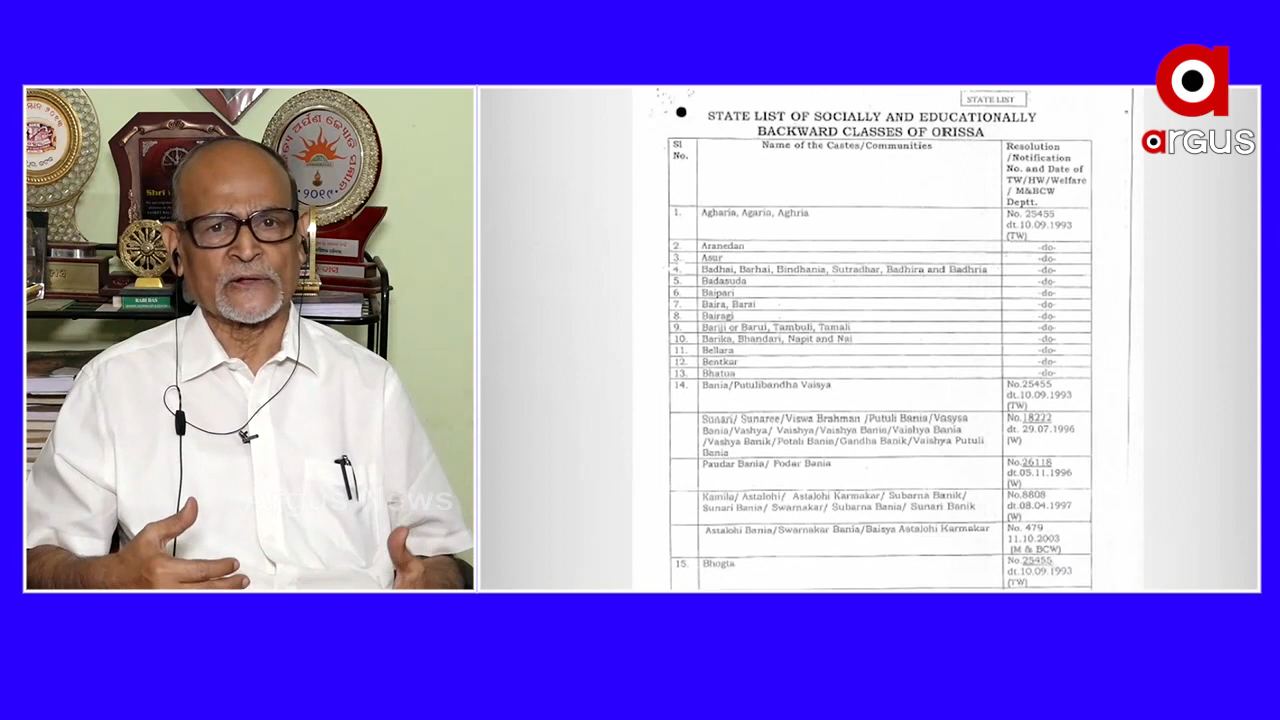 argus
Argus News
Shri
RABI DAS
STATE LIST
STATE LIST OF SOCIALLY AND EDUCATIONALLY
BACKWARD CLASSES OF ORISSA
Sl No. Name of the Castes/Communities Resolution /Notification No. and Date of TW/HW/Welfare / M&BCW Deptt.
1. Agharia, Agaria, Aghria No. 25455 dt.10.09.1993 (TW)
2. Aranedan -do-
3. Asur -do-
4. Badhai, Barhai, Bindhania, Sutradhar, Badhira and Badhria -do-
5. Badasuda -do-
6. Baipari -do-
7. Baira, Barai -do-
8. Bairagi -do-
9. Bariji or Barui, Tambuli, Tamali -do-
10. Barika, Bhandari, Napit and Nai -do-
11. Bellara -do-
12. Bentkar -do-
13. Bhatua -do-
14. Bania/Putulibandha Vaisya No.25455 dt.10.09.1993 (TW)
Sunari/ Sunaree/Viswa Brahman /Putuli Bania/Vasysa No.18222
Bania/Vashya/ Vaishya/Vaishya Bania/Vaishya Bania dt. 29.07.1996
/Vashya Banik/Potali Bania/Gandha Banik/Vaishya Putuli (W)
Bania
Paudar Bania/ Podar Bania No.26118 dt.05.11.1996 (W)
Kamila/ Astalohi/ Astalohi Karmakar/ Subarna Banik/ No.8808
Sunari Bania/ Swarnakar/ Subarna Bania/ Sunari Banik dt.08.04.1997
(W)
Astalohi Bania/Swarnakar Bania/Baisya Astalohi Karmakar No. 479 11.10.2003 (M & BCW)
15. Bhogta No.25455 dt.10.09.1993 (TW)